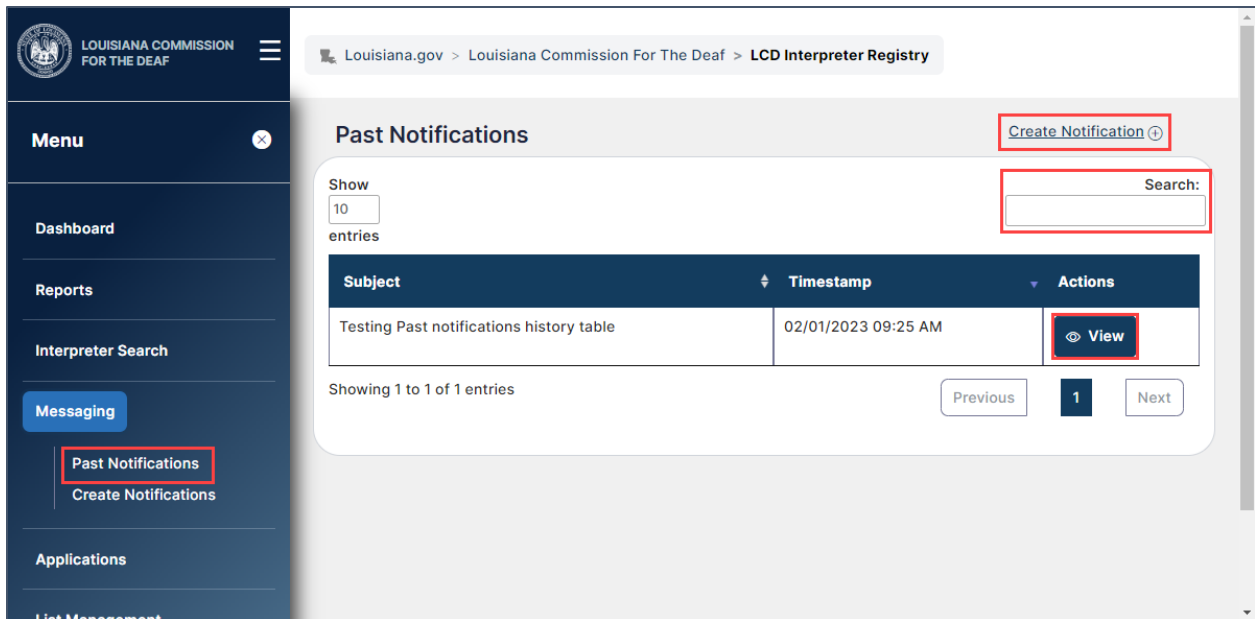 LOUISIANA COMMISSION
FOR THE DEAF
Louisiana.gov > Louisiana Commission For The Deaf > LCD Interpreter Registry
Menu
Dashboard
Reports
Interpreter Search
Messaging
Past Notifications
Create Notifications
Applications
List Management
Past Notifications
Create Notification
Show
10
entries
Search:
Subject Timestamp Actions
Testing Past notifications history table 02/01/2023 09:25 AM View
Showing 1 to 1 of 1 entries
Previous 1 Next